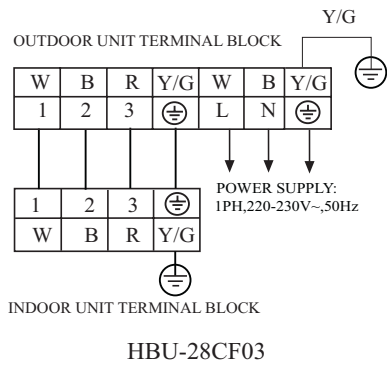 Y/G
OUTDOOR UNIT TERMINAL BLOCK
W B R Y/G W B Y/G
1 2 3 L N
POWER SUPPLY:
1PH,220-230V~,50Hz
1 2 3
W B R Y/G
INDOOR UNIT TERMINAL BLOCK
HBU-28CF03